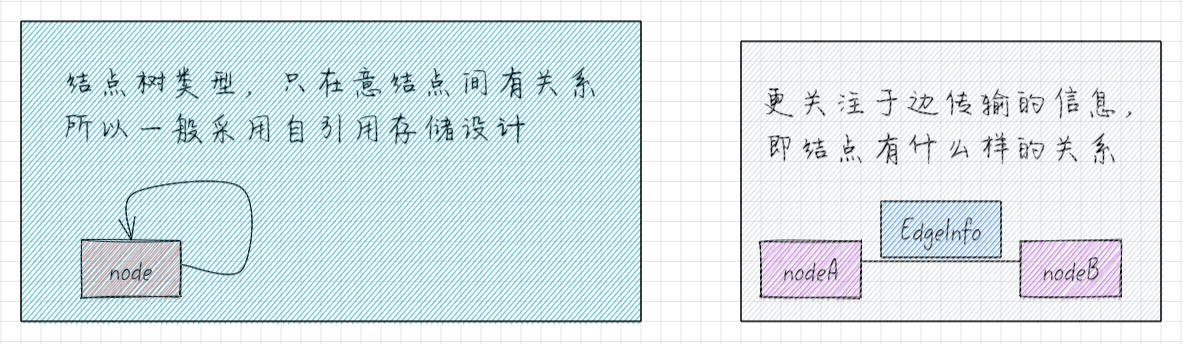 结点树类型，只在意结点间有关系
所以一般采用自引用存储设计
node
更关注于边传输的信息，
即结点有什么样的关系
EdgeInfo
nodeA
nodeB